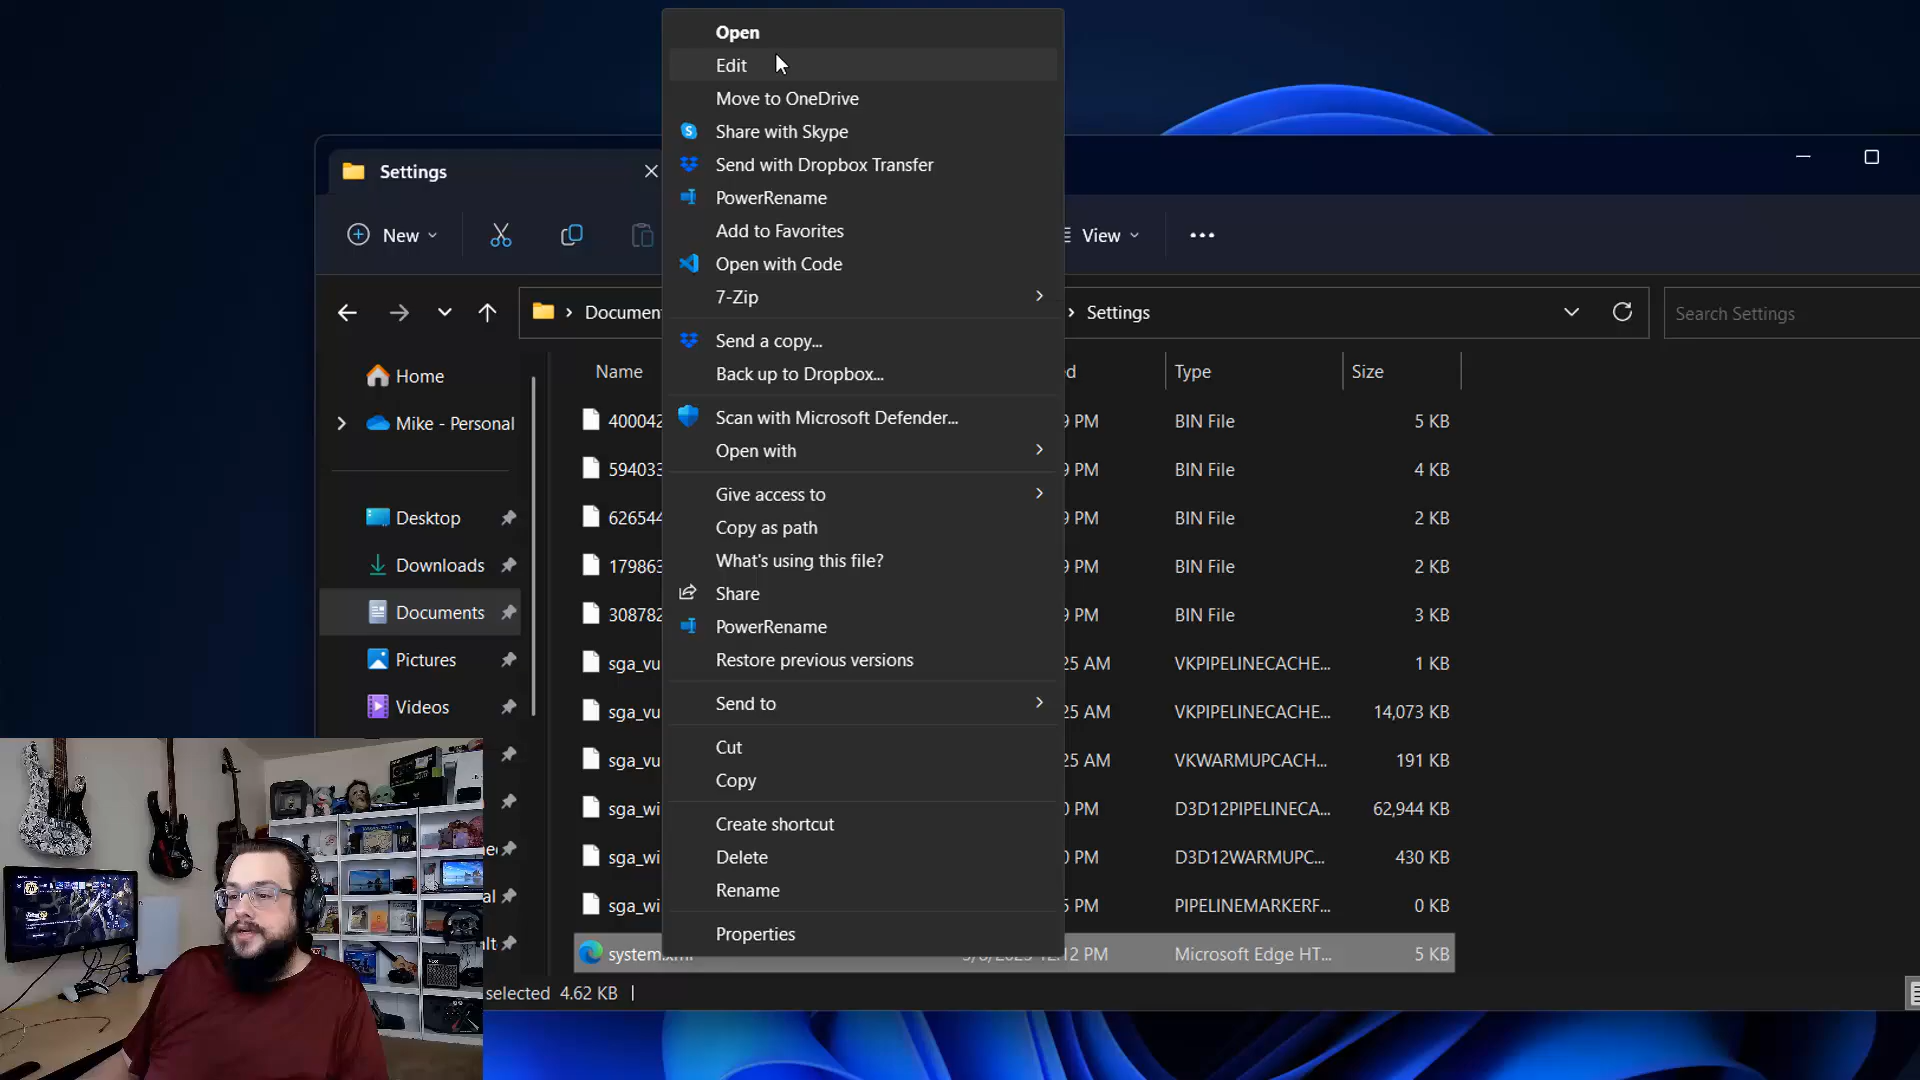 Open
Edit
Move to OneDrive
Share with Skype
Send with Dropbox Transfer
PowerRename
Add to Favorites
Open with Code
7-Zip
Send a copy...
Back up to Dropbox...
Scan with Microsoft Defender...
Open with
Give access to
Copy as path
What's using this file?
Share
PowerRename
Restore previous versions
Send to
Cut
Copy
Create shortcut
Delete
Rename
Properties
Settings
New
View
Settings
Search Settings
Home
Mike - Personal
Desktop
Downloads
Documents
Pictures
Videos
Name Type Size
400042 9 PM BIN File 5 KB
594033 9 PM BIN File 4 KB
626544 9 PM BIN File 2 KB
179863 9 PM BIN File 2 KB
308782 9 PM BIN File 3 KB
sga_vu 25 AM VKPIPELINECACHE... 1 KB
sga_vu 25 AM VKPIPELINECACHE... 14,073 KB
sga_vu 25 AM VKWARMUPCACH... 191 KB
sga_wi 0 PM D3D12PIPELINECA... 62,944 KB
sga_wi 0 PM D3D12WARMUPC... 430 KB
sga_wi 5 PM PIPELINEMARKERF... 0 KB
system.xml 12:12 PM Microsoft Edge HT... 5 KB
selected 4.62 KB